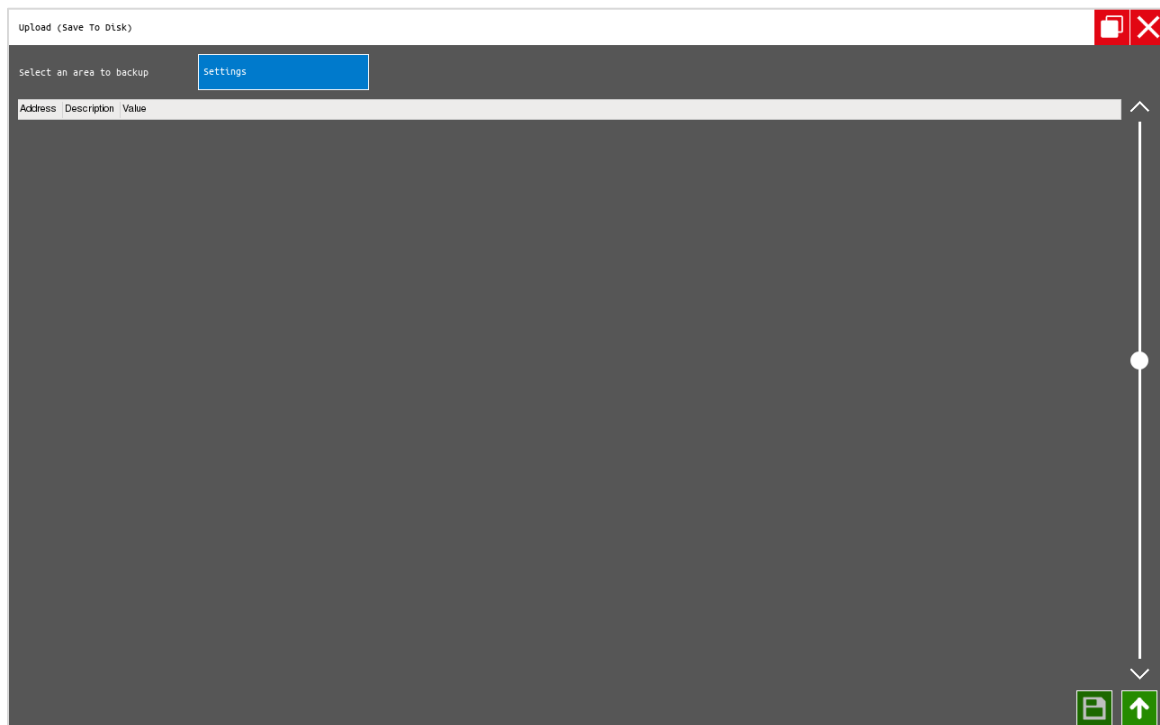 Upload (Save To Disk)
Select an area to backup Settings
Address Description Value